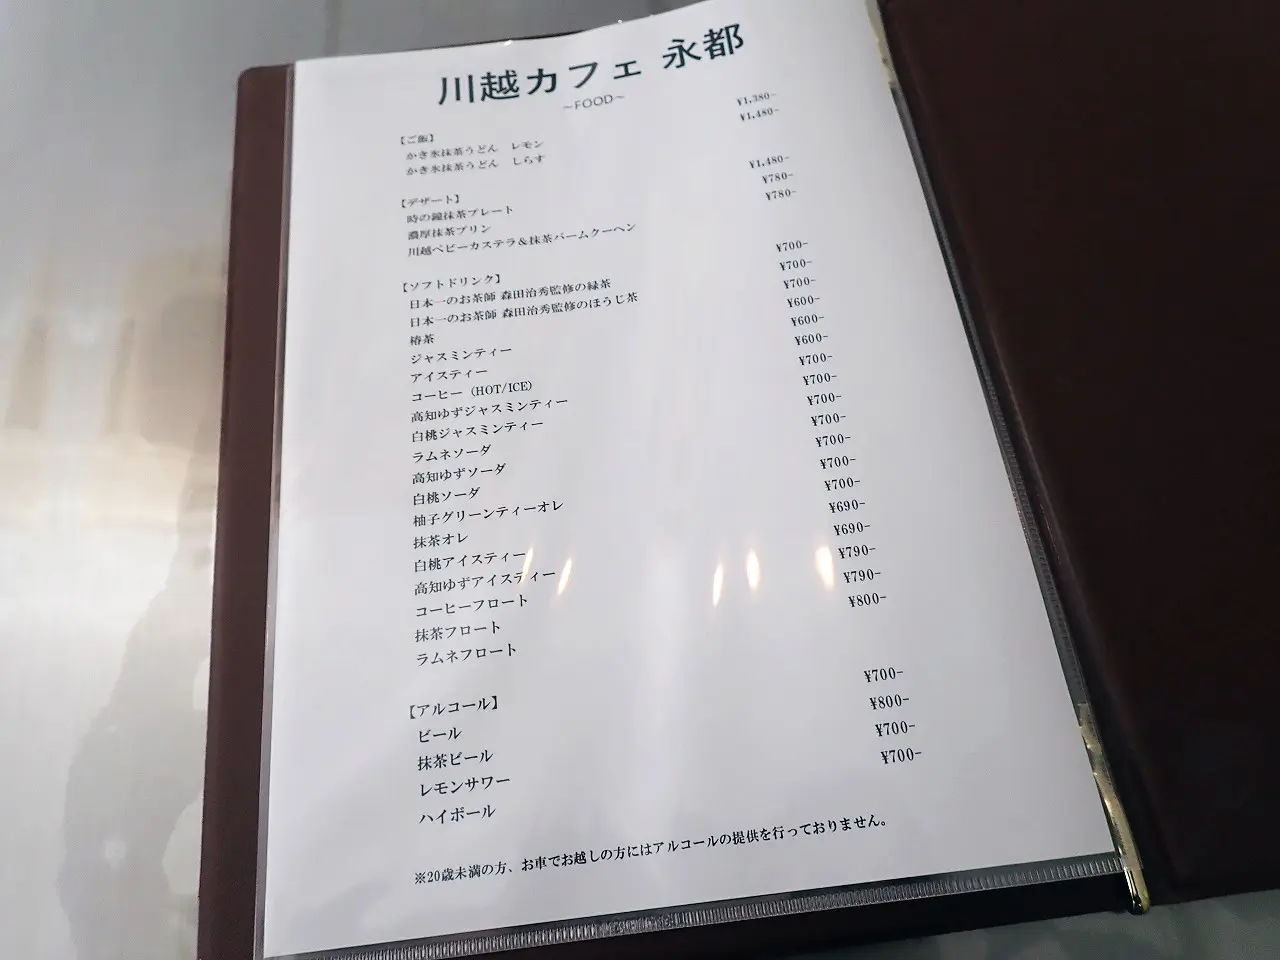 川越カフェ 永都
～FOOD～
【ご飯】
かき氷抹茶うどん　レモン ¥1,380-
かき氷抹茶うどん　しらす ¥1,480-
【デザート】
時の鐘抹茶プレート ¥1,480-
濃厚抹茶プリン ¥780-
川越ベビーカステラ＆抹茶バームクーヘン ¥780-
【ソフトドリンク】
日本一のお茶師 森田治秀監修の緑茶 ¥700-
日本一のお茶師 森田治秀監修のほうじ茶 ¥700-
椿茶 ¥700-
ジャスミンティー ¥600-
アイスティー ¥600-
コーヒー（HOT/ICE） ¥600-
高知ゆずジャスミンティー ¥700-
白桃ジャスミンティー ¥700-
ラムネソーダ ¥700-
高知ゆずソーダ ¥700-
白桃ソーダ ¥700-
柚子グリーンティーオレ ¥700-
抹茶オレ ¥700-
白桃アイスティー ¥690-
高知ゆずアイスティー ¥690-
コーヒーフロート ¥790-
抹茶フロート ¥790-
ラムネフロート ¥800-
【アルコール】
ビール ¥700-
抹茶ビール ¥800-
レモンサワー ¥700-
ハイボール ¥700-
※20歳未満の方、お車でお越しの方にはアルコールの提供を行っておりません。